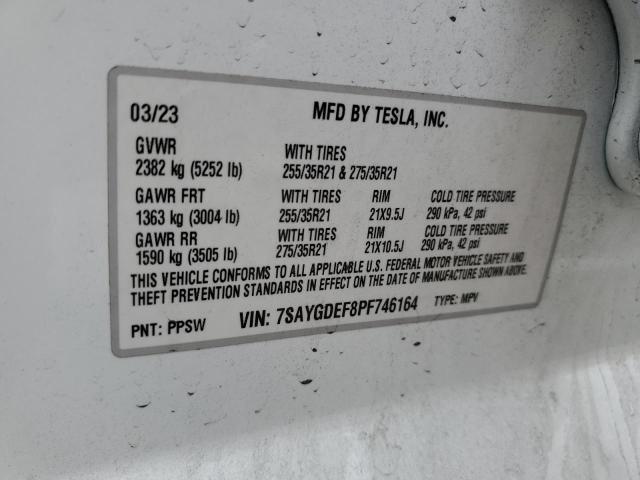 03/23 MFD BY TESLA, INC.
GVWR WITH TIRES
2382 kg (5252 lb) 255/35R21 & 275/35R21
GAWR FRT WITH TIRES RIM COLD TIRE PRESSURE
1363 kg (3004 lb) 255/35R21 21X9.5J 290 kPa, 42 psi
GAWR RR WITH TIRES RIM COLD TIRE PRESSURE
1590 kg (3505 lb) 275/35R21 21X10.5J 290 kPa, 42 psi
THIS VEHICLE CONFORMS TO ALL APPLICABLE U.S. FEDERAL MOTOR VEHICLE SAFETY AND
THEFT PREVENTION STANDARDS IN EFFECT ON THE DATE OF MANUFACTURE SHOWN ABOVE.
PNT: PPSW VIN: 7SAYGDEF8PF746164 TYPE: MPV